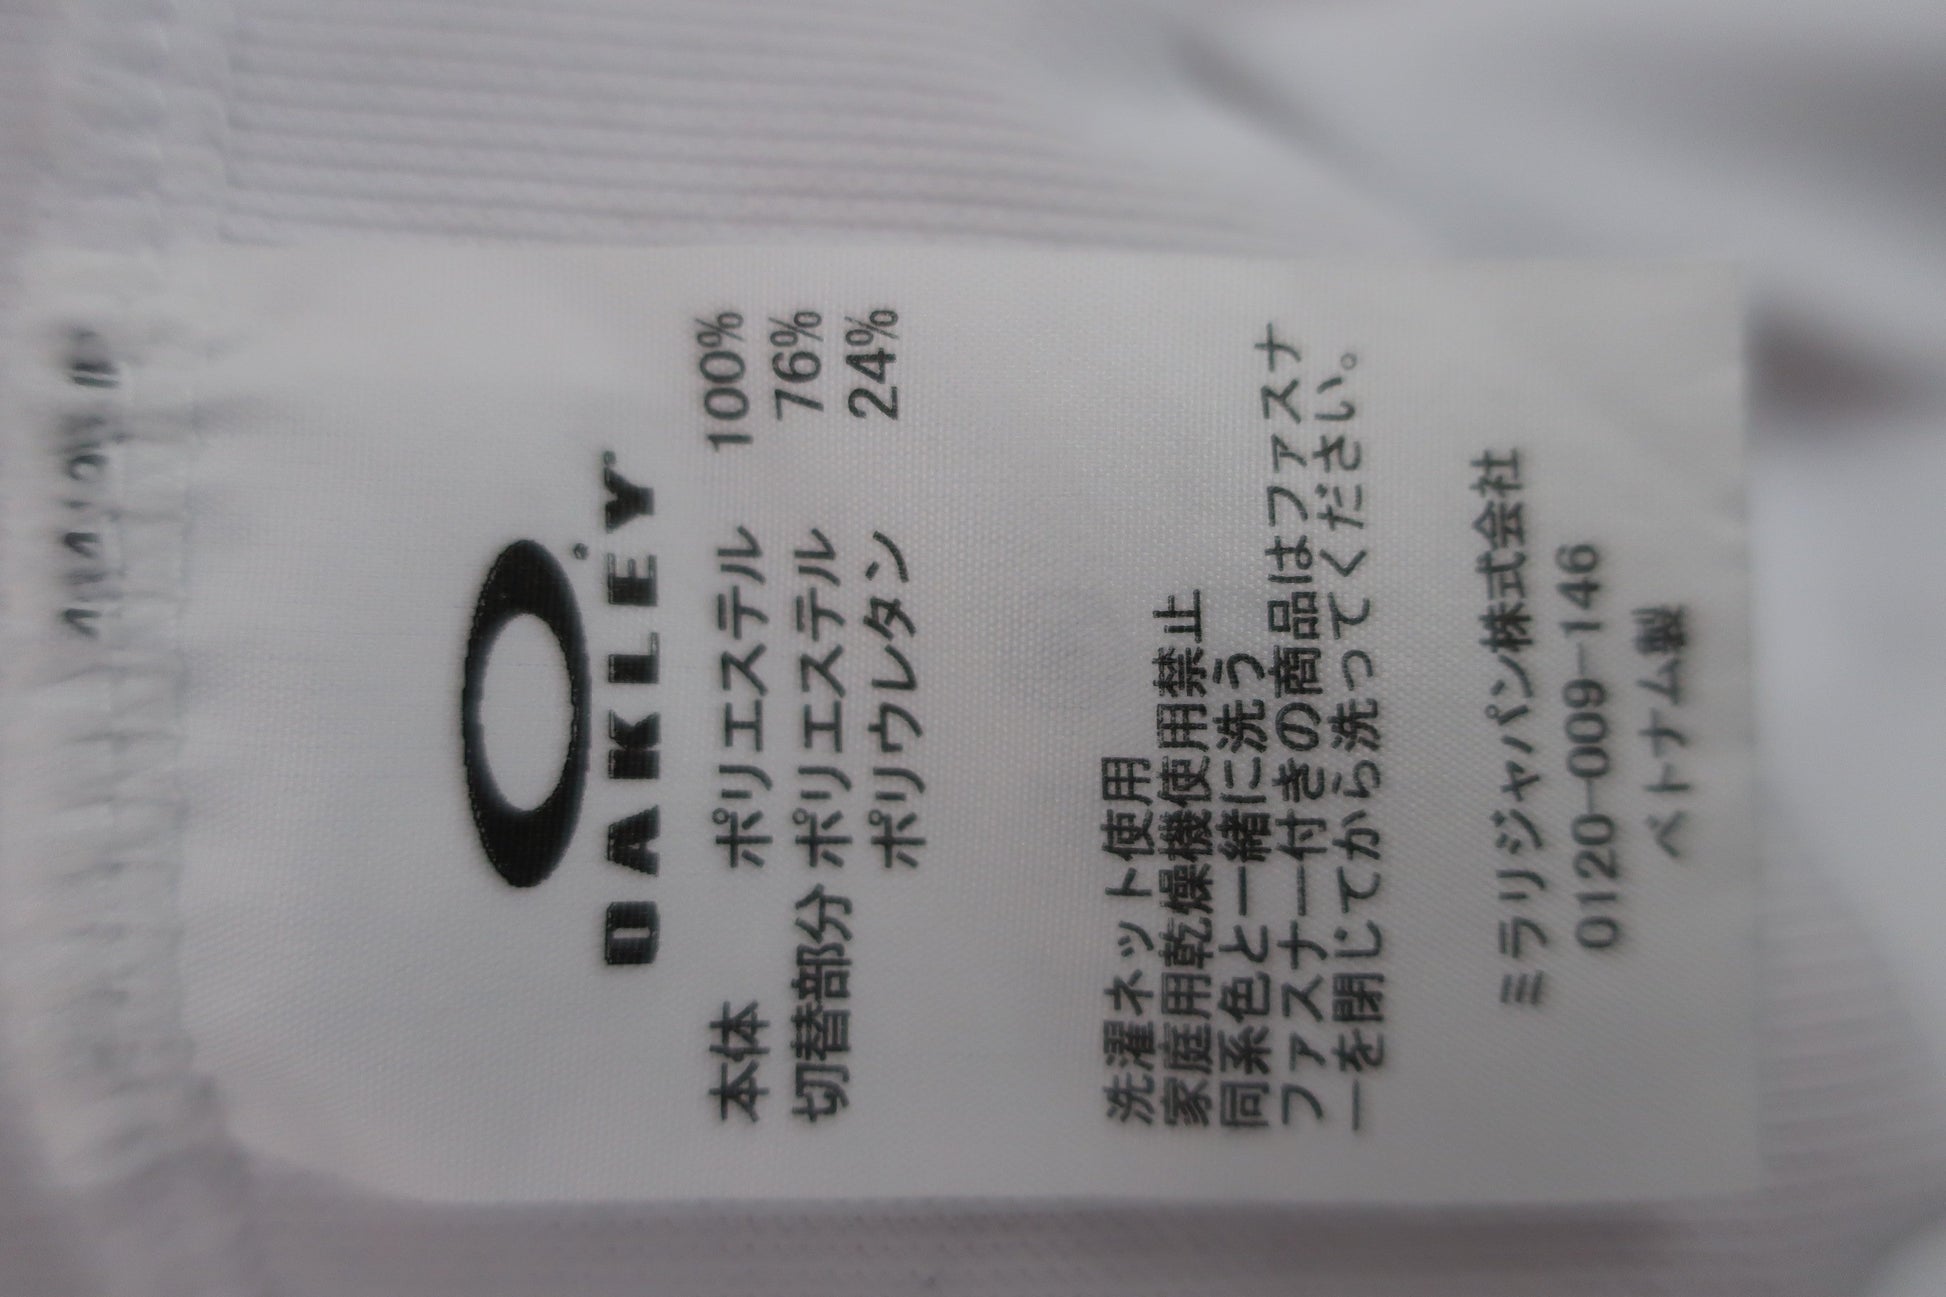 OAKLEY
本体 ポリエステル 100%
切替部分 ポリエステル 76%
ポリウレタン 24%
洗濯ネット使用
家庭用乾燥機使用禁止
同系色と一緒に洗う
ファスナー付きの商品はファスナ
ーを閉じてから洗ってください。
ミラリジャパン株式会社
0120-009-146
ベトナム製